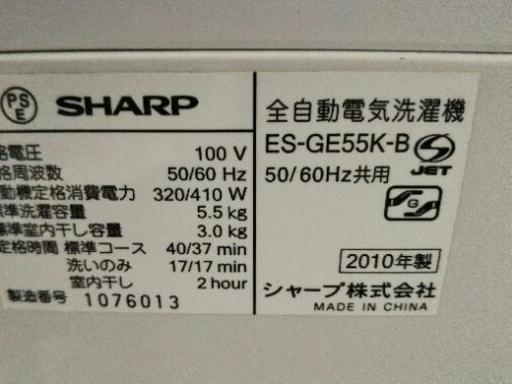 PS E SHARP
全自動電気洗濯機
ES-GE55K-B JET
50/60Hz共用
G
格電圧 100 V
格周波数 50/60 Hz
動機定格消費電力 320/410 W
標準洗濯容量 5.5 kg
標準室内干し容量 3.0 kg
定格時間 標準コース 40/37 min
洗いのみ 17/17 min
室内干し 2 hour
製造番号 1076013
2010年製
シャープ株式会社
MADE IN CHINA